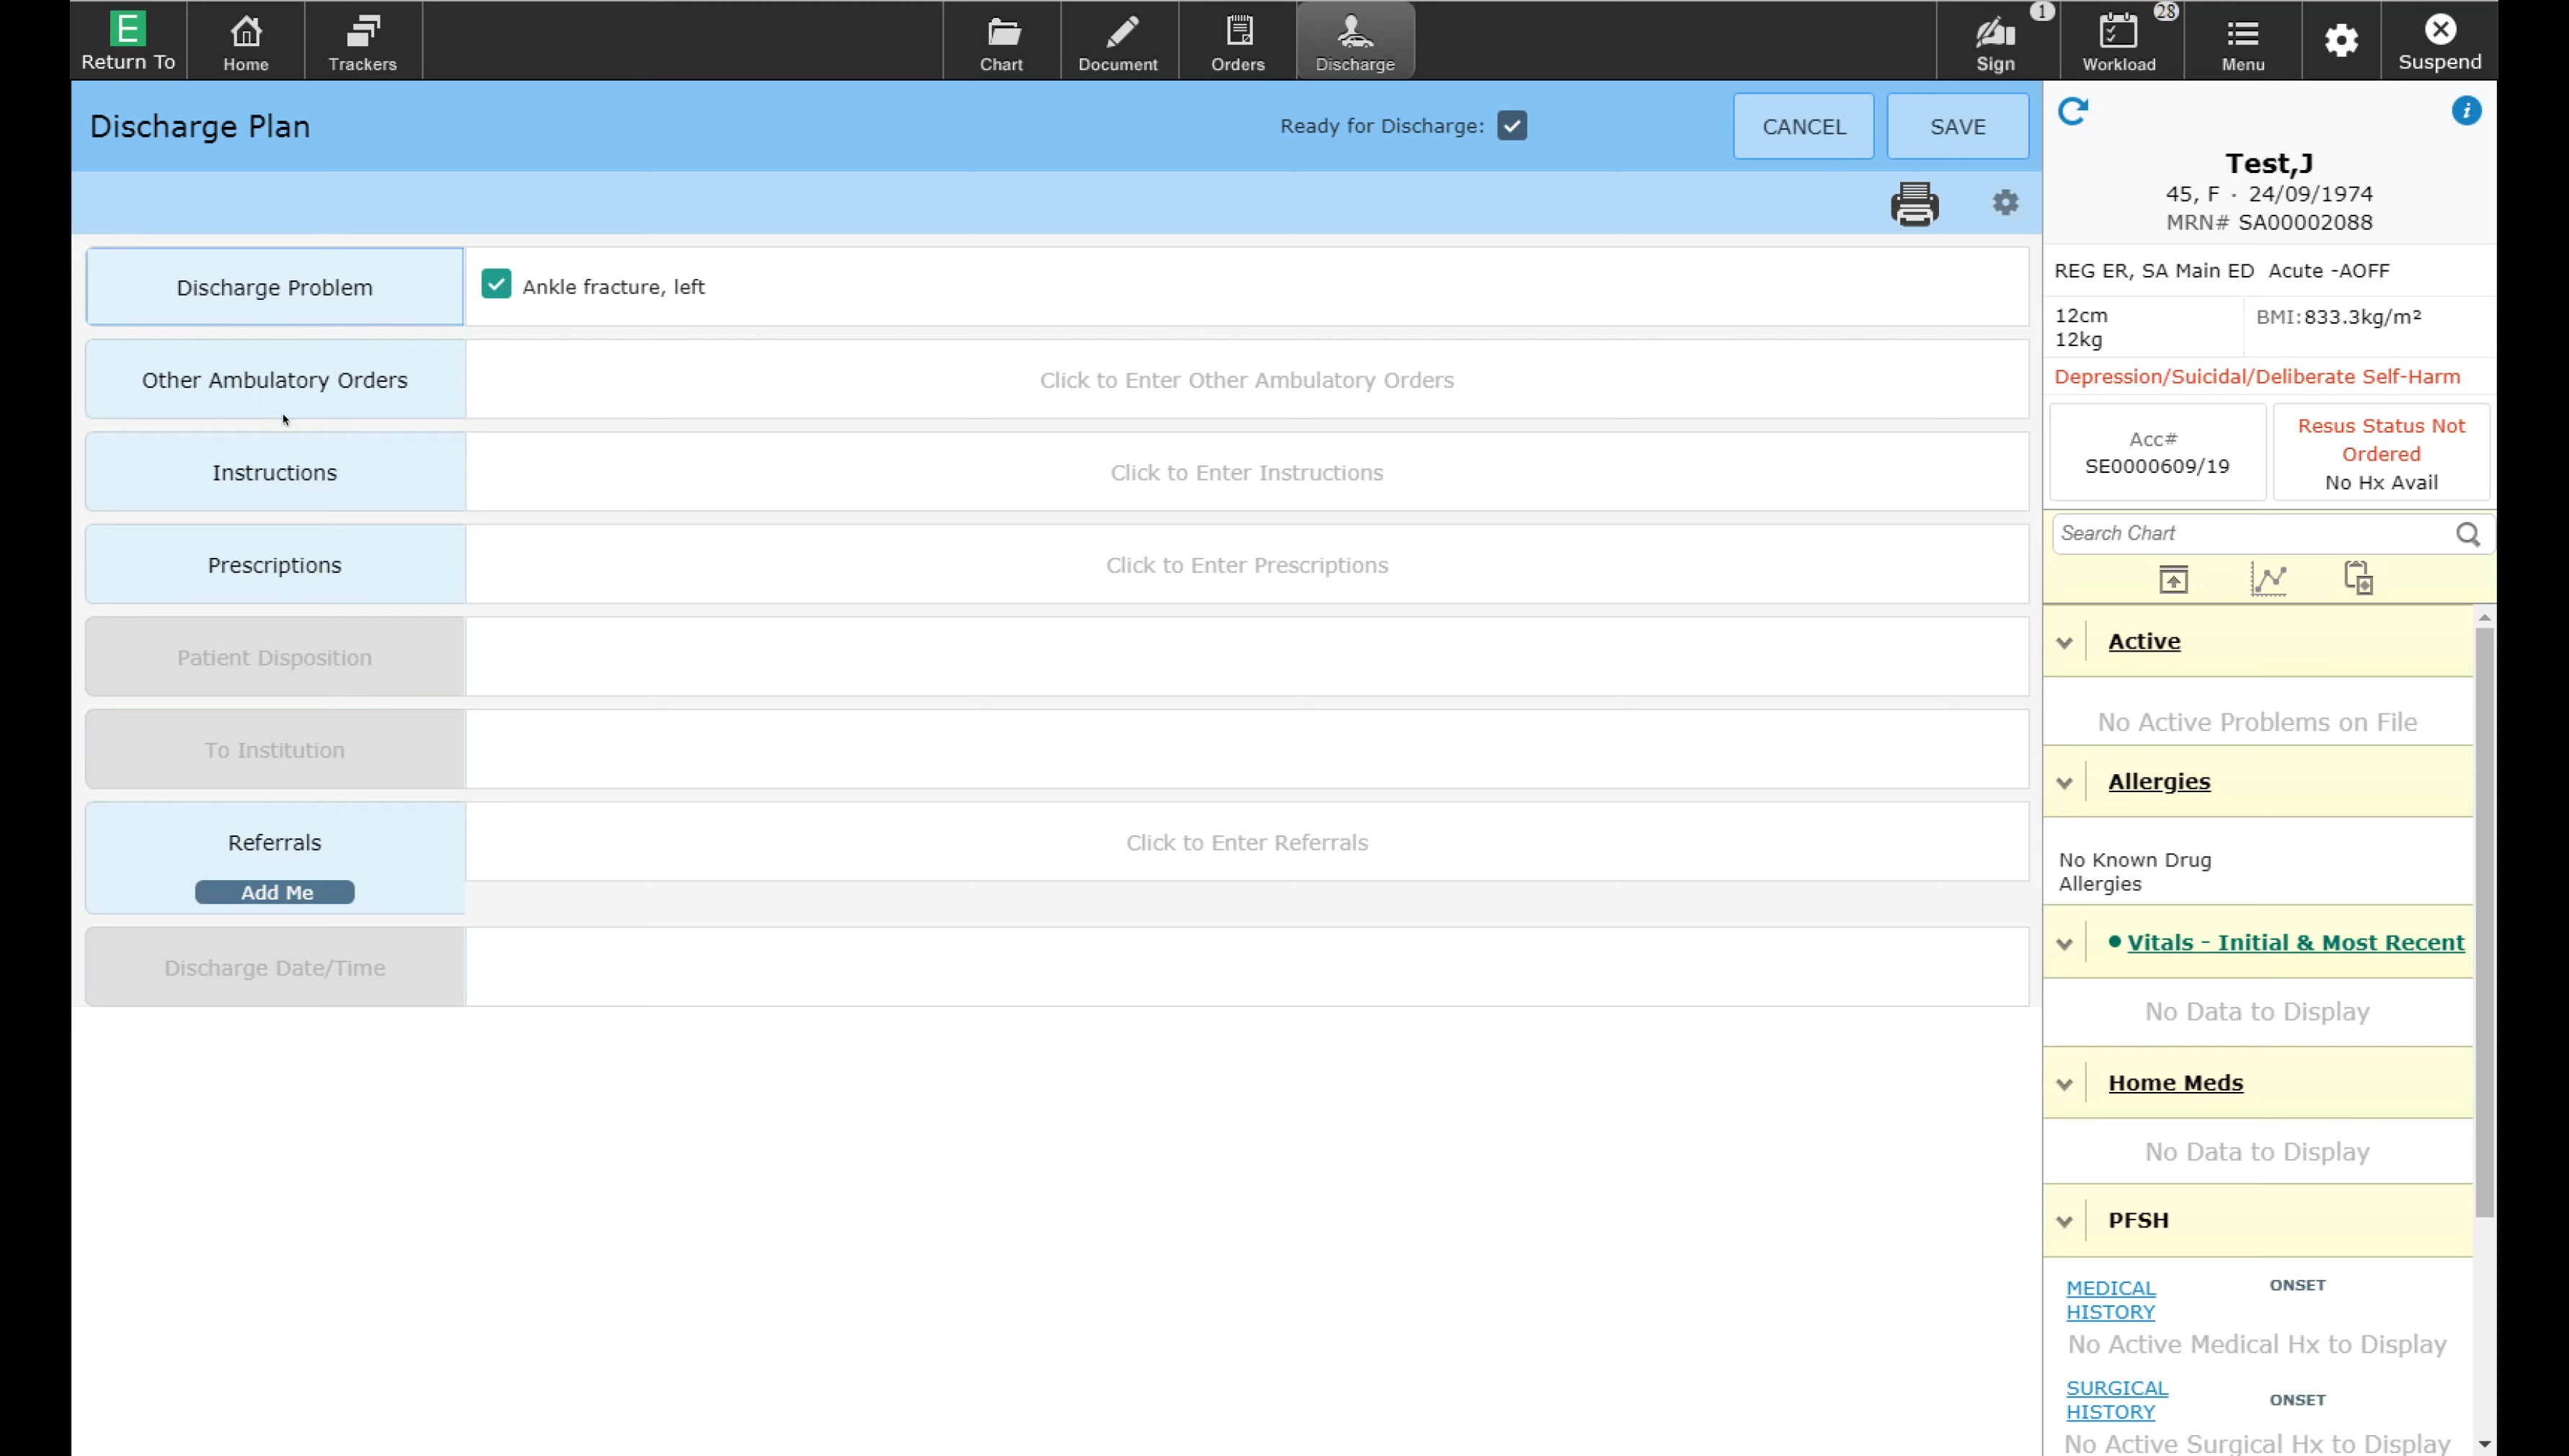 E
Return To
Home
Trackers
Chart
Document
Orders
Discharge
1
Sign
28
Workload
Menu
Suspend
Discharge Plan
Ready for Discharge:
CANCEL
SAVE
Discharge Problem
Ankle fracture, left
Other Ambulatory Orders
Click to Enter Other Ambulatory Orders
Instructions
Click to Enter Instructions
Prescriptions
Click to Enter Prescriptions
Patient Disposition
To Institution
Referrals
Click to Enter Referrals
Add Me
Discharge Date/Time
i
Test,J
45, F · 24/09/1974
MRN# SA00002088
REG ER, SA Main ED Acute -AOFF
12cm
12kg
BMI:833.3kg/m²
Depression/Suicidal/Deliberate Self-Harm
Acc#
SE0000609/19
Resus Status Not
Ordered
No Hx Avail
Search Chart
Active
No Active Problems on File
Allergies
No Known Drug
Allergies
Vitals - Initial & Most Recent
No Data to Display
Home Meds
No Data to Display
PFSH
MEDICAL
HISTORY
ONSET
No Active Medical Hx to Display
SURGICAL
HISTORY
ONSET
No Active Surgical Hx to Display